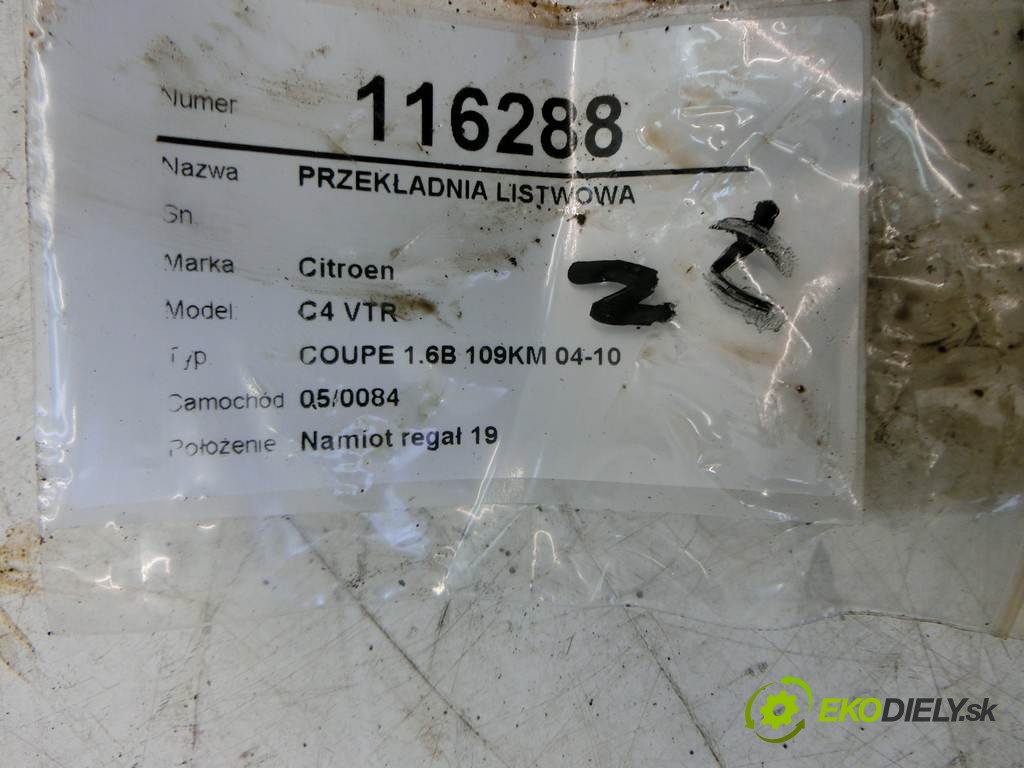 Numer 116288
Nazwa PRZEKŁADNIA LISTWOWA
Sn.
Marka Citroen
Model C4 VTR
Typ COUPE 1.6B 109KM 04-10
Samochód 05/0084
Położenie Namiot regał 19
EKODIELY.sk